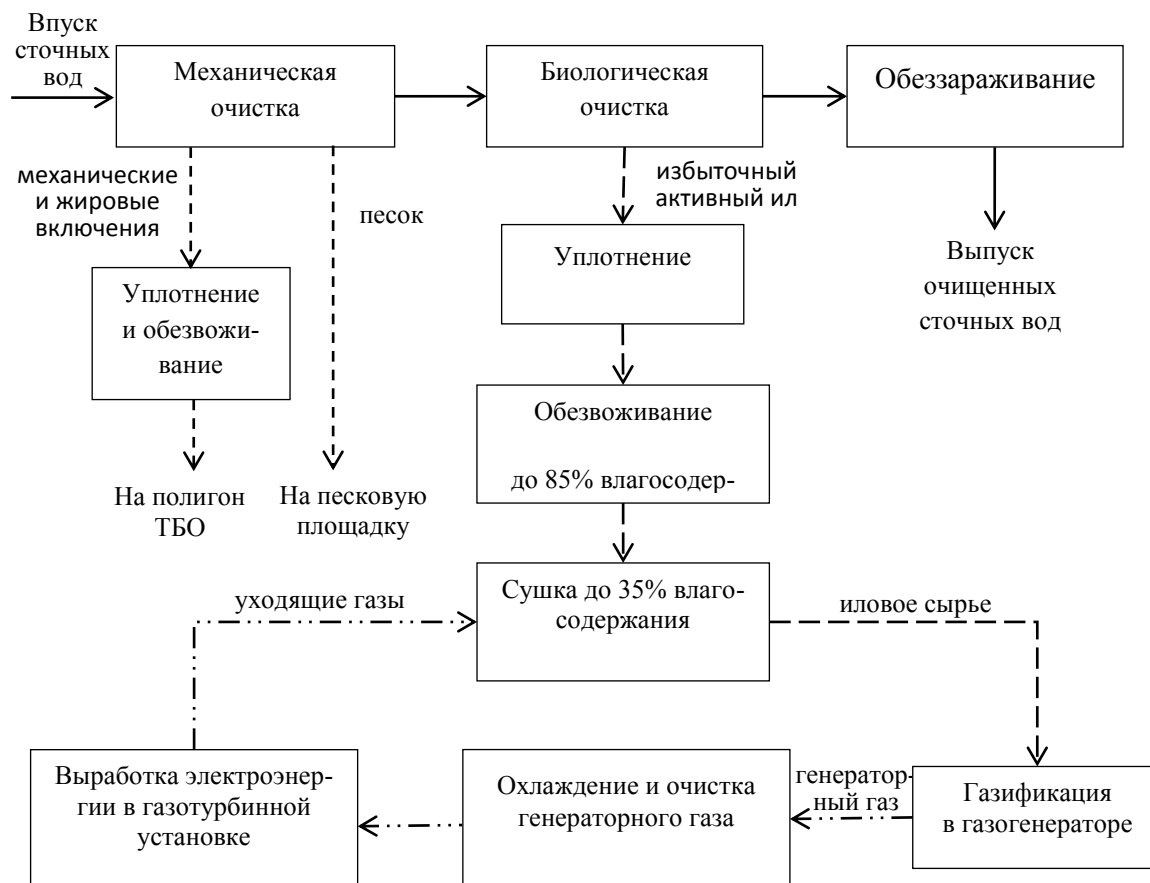 Впуск
сточных
вод
Механическая
очистка
Биологическая
очистка
Обеззараживание
механические
и жировые
включения
песок
избыточный
активный ил
Уплотнение
и обезвожи-
вание
Уплотнение
Выпуск
очищенных
сточных вод
Обезвоживание
до 85% влагосодер-
На полигон
ТБО
На песковую
площадку
уходящие газы
Сушка до 35% влаго-
содержания
иловое сырье
Выработка электроэнер-
гии в газотурбинной
установке
Охлаждение и очистка
генераторного газа
генератор-
ный газ
Газификация
в газогенераторе